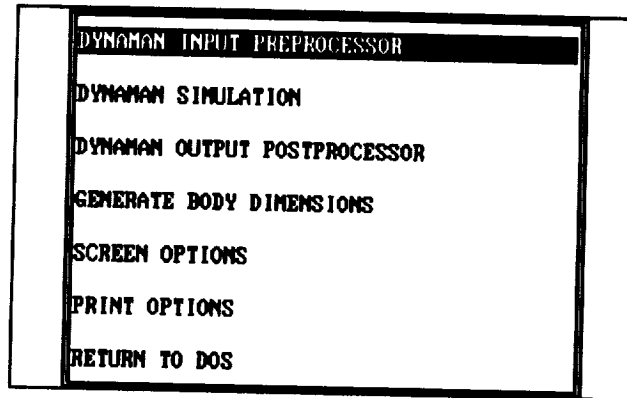 DYNAMAN INPUT PREPROCESSOR
DYNAMAN SIMULATION
DYNAMAN OUTPUT POSTPROCESSOR
GENERATE BODY DIMENSIONS
SCREEN OPTIONS
PRINT OPTIONS
RETURN TO DOS